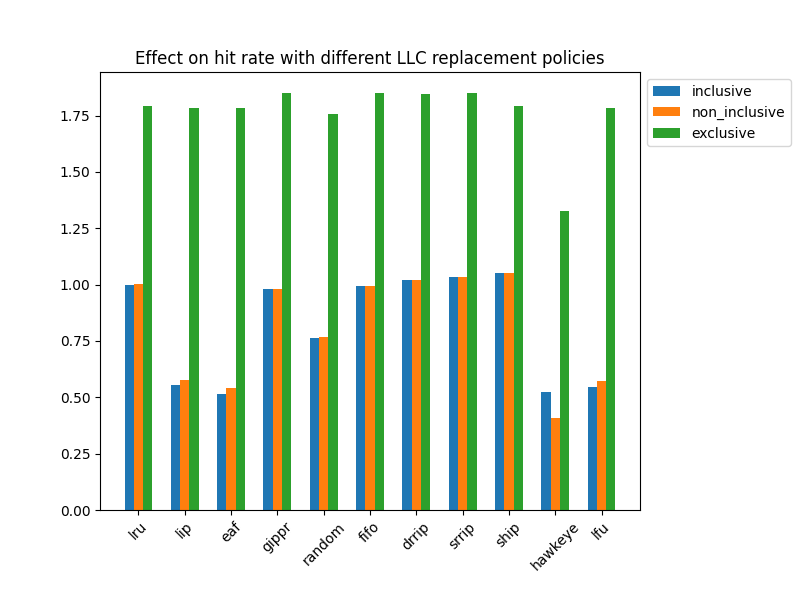 Effect on hit rate with different LLC replacement policies
inclusive
non_inclusive
exclusive
1.75
1.50
1.25
1.00
0.75
0.50
0.25
0.00
lru
lip
eaf
gippr
random
fifo
drrip
srrip
ship
hawkeye
lfu